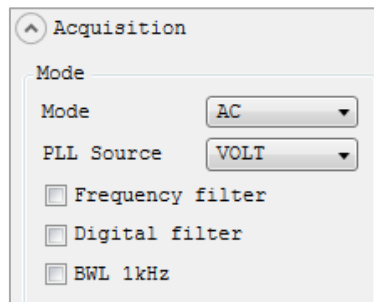 Acquisition
Mode
Mode AC
PLL Source VOLT
Frequency filter
Digital filter
BWL 1kHz